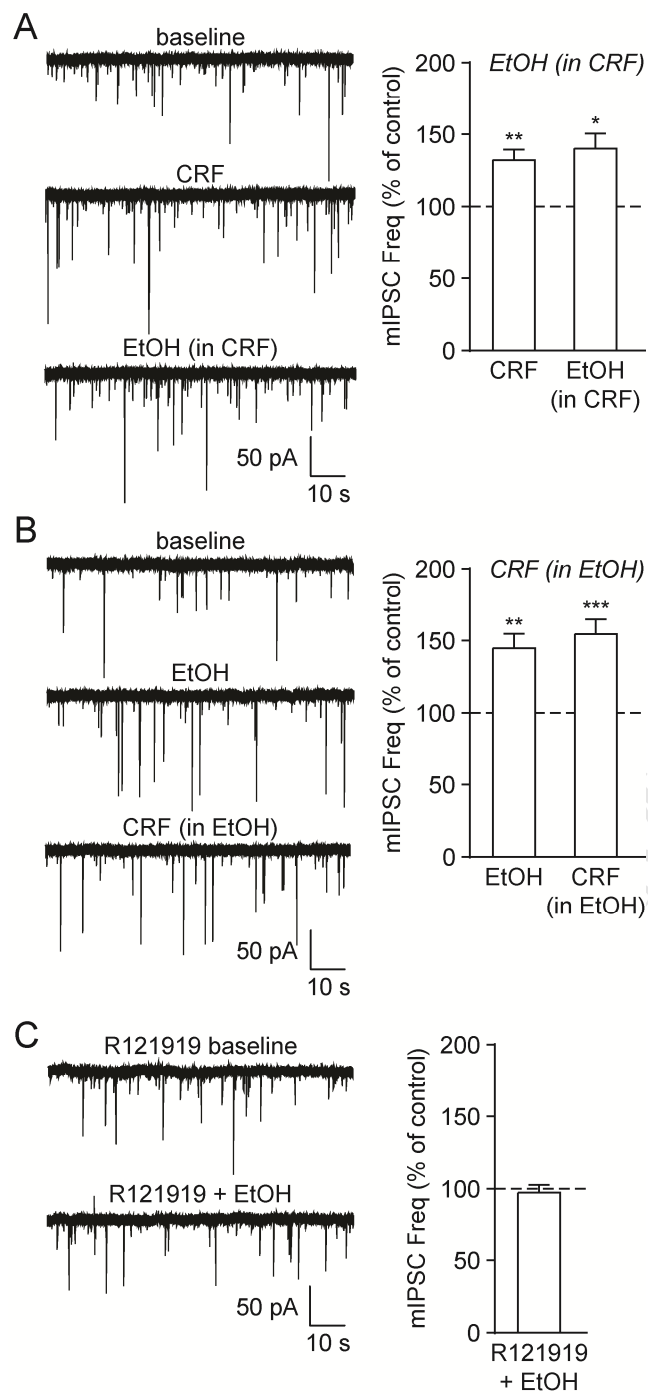 A
baseline
CRF
EtOH (in CRF)
50 pA
10 s
EtOH (in CRF)
mIPSC Freq (% of control)
200
150
100
50
0
**
*
CRF
EtOH
(in CRF)
B
baseline
EtOH
CRF (in EtOH)
50 pA
10 s
CRF (in EtOH)
mIPSC Freq (% of control)
200
150
100
50
0
**
***
EtOH
CRF
(in EtOH)
C
R121919 baseline
R121919 + EtOH
50 pA
10 s
mIPSC Freq (% of control)
200
150
100
50
0
R121919
+ EtOH